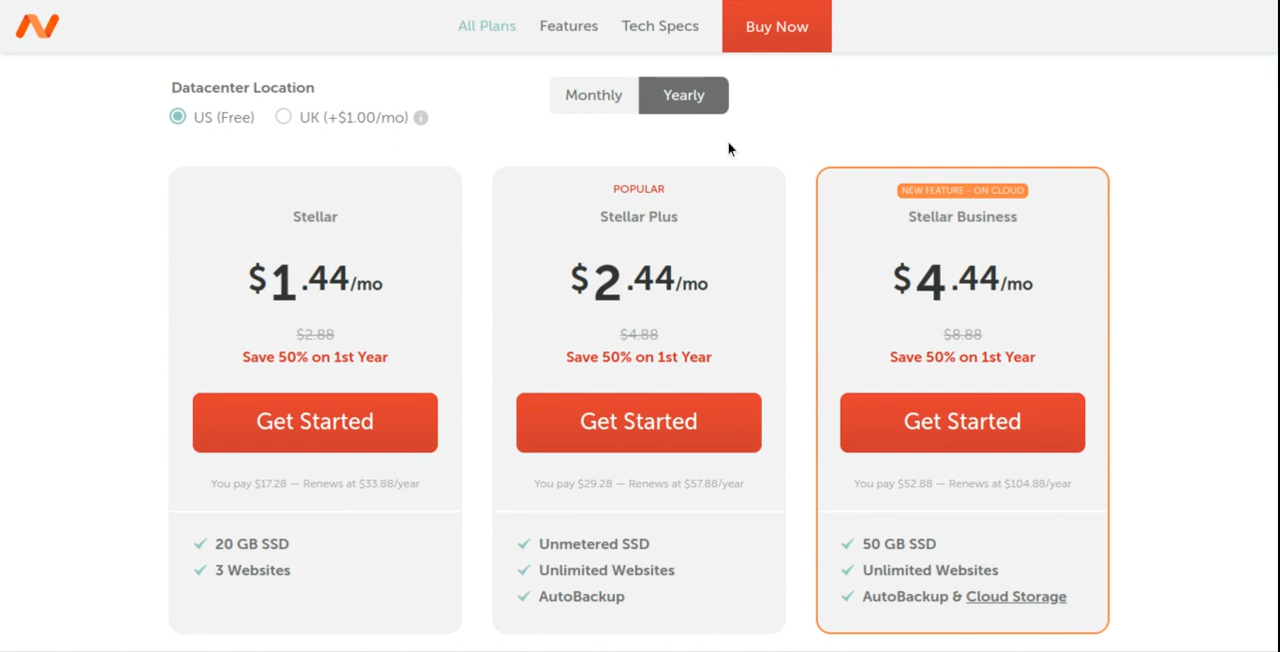 All Plans Features Tech Specs Buy Now
Datacenter Location
US (Free) UK (+$1.00/mo)
Monthly Yearly
Stellar
$1.44/mo
$2.88
Save 50% on 1st Year
Get Started
You pay $17.28 — Renews at $33.88/year
20 GB SSD
3 Websites
POPULAR
Stellar Plus
$2.44/mo
$4.88
Save 50% on 1st Year
Get Started
You pay $29.28 — Renews at $57.88/year
Unmetered SSD
Unlimited Websites
AutoBackup
NEW FEATURE - ON CLOUD
Stellar Business
$4.44/mo
$8.88
Save 50% on 1st Year
Get Started
You pay $52.88 — Renews at $104.88/year
50 GB SSD
Unlimited Websites
AutoBackup & Cloud Storage